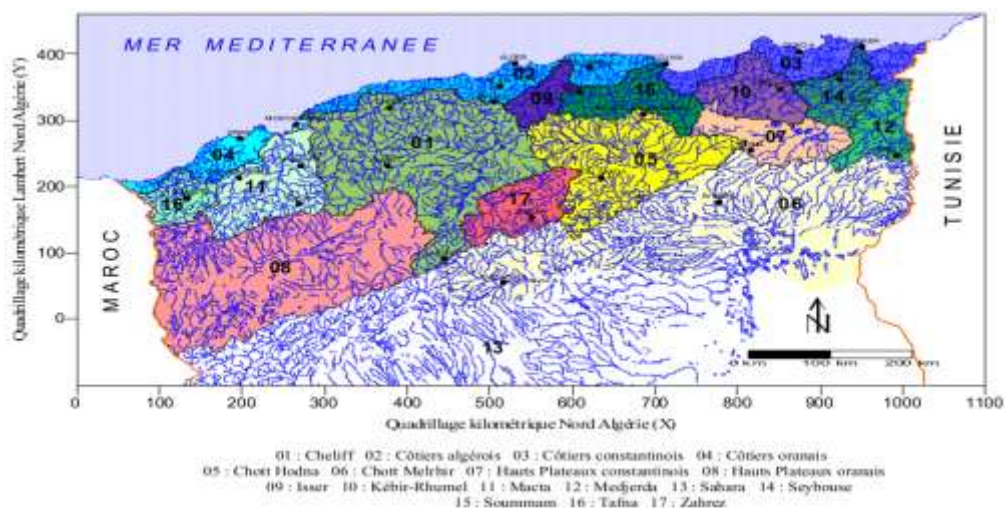 MER MEDITERRANEE
400
300
200
100
0
Quadrillage kilométrique Lambert Nord Algérie (Y)
MAROC
TUNISIE
01
02
03
04
05
06
07
08
09
10
11
12
13
14
15
16
17
N
0 km 100 km 200 km
0 100 200 300 400 500 600 700 800 900 1000 1100
Quadrillage kilométrique Nord Algérie (X)
01 : Cheliff 02 : Côtiers algérois 03 : Côtiers constantinois 04 : Côtiers oranais
05 : Chott Hodna 06 : Chott Melrhir 07 : Hauts Plateaux constantinois 08 : Hauts Plateaux oranais
09 : Isser 10 : Kébir-Rhumel 11 : Macta 12 : Medjerda 13 : Sahara 14 : Seybouse
15 : Soummam 16 : Tafna 17 : Zahrez